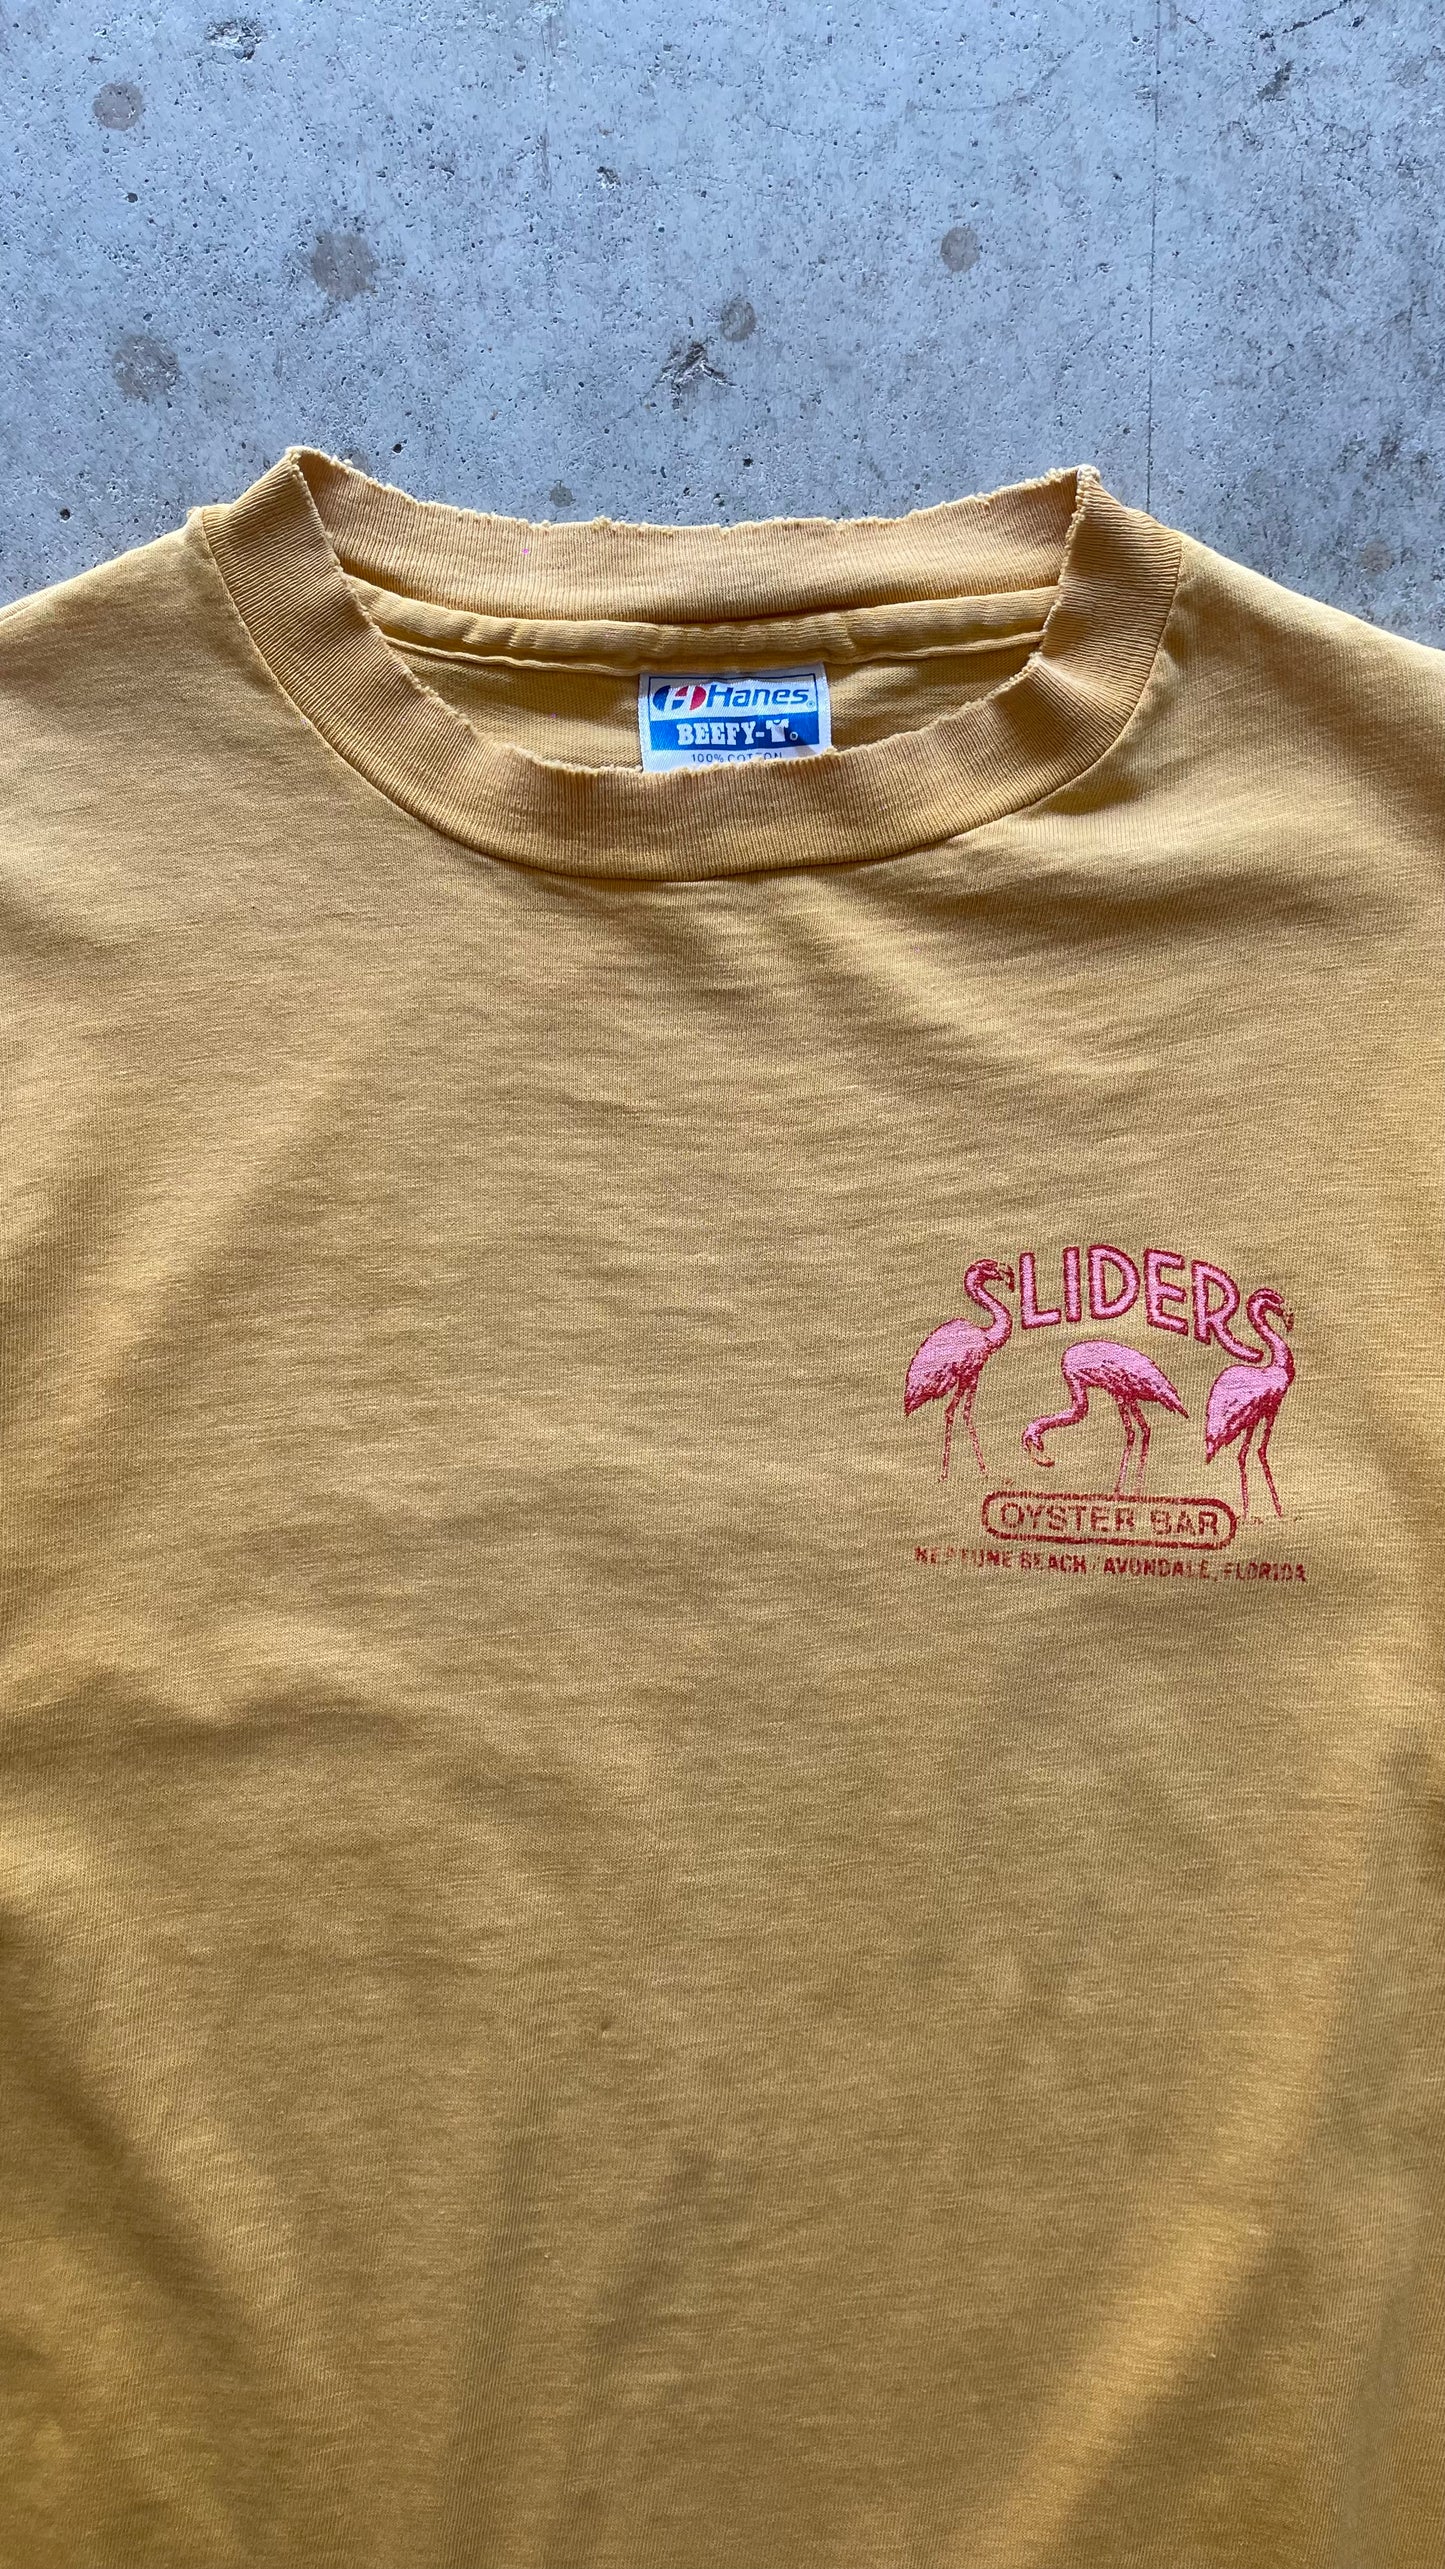 Hanes®
BEEFY-T®
100% COTTON
SLIDERS
OYSTER BAR
NEPTUNE BEACH · AVONDALE, FLORIDA